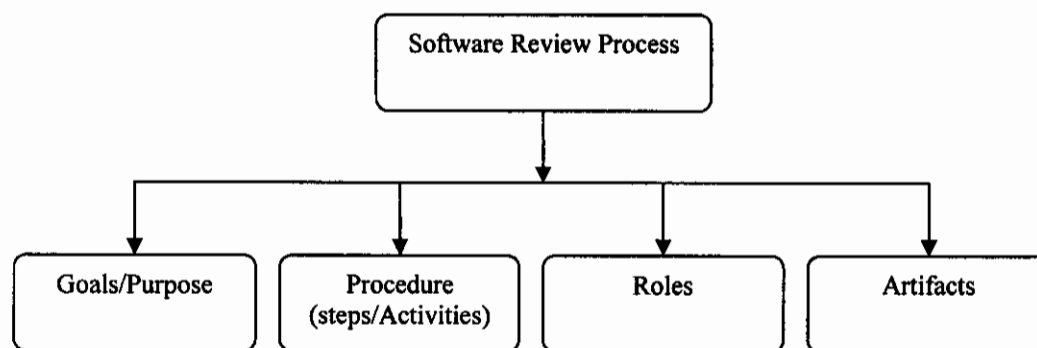 Software Review Process
Goals/Purpose
Procedure
(steps/Activities)
Roles
Artifacts